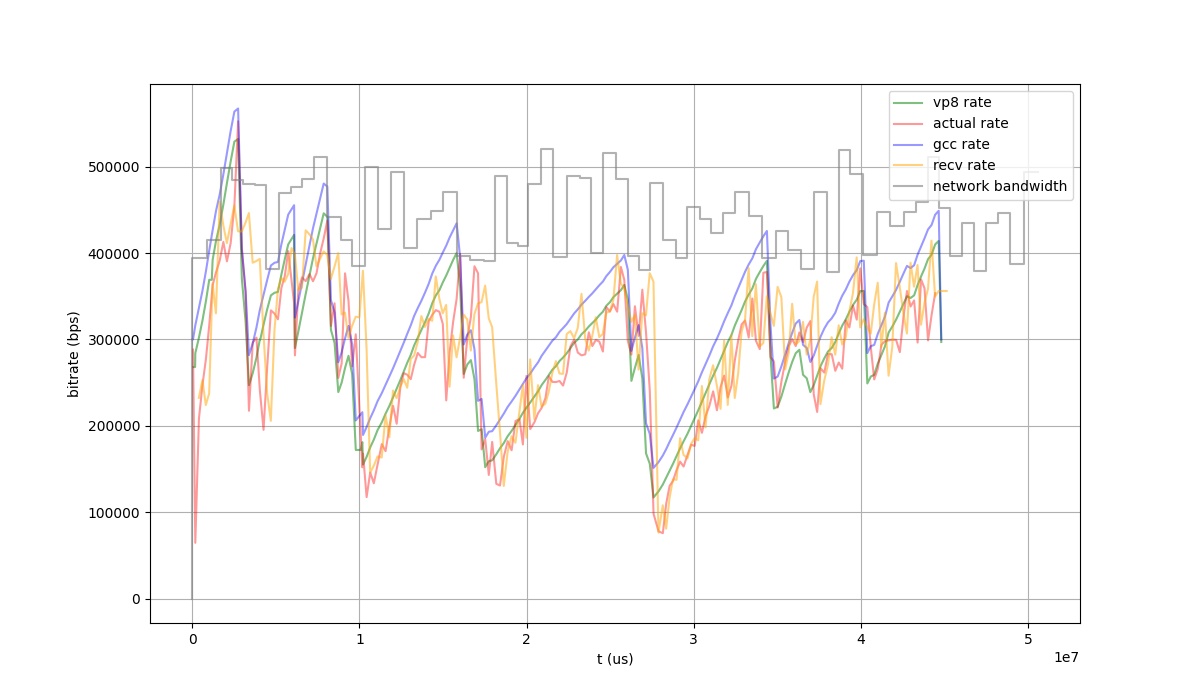 vp8 rate
actual rate
gcc rate
recv rate
network bandwidth
bitrate (bps)
500000
400000
300000
200000
100000
0
0 1 2 3 4 5
t (us)
1e7